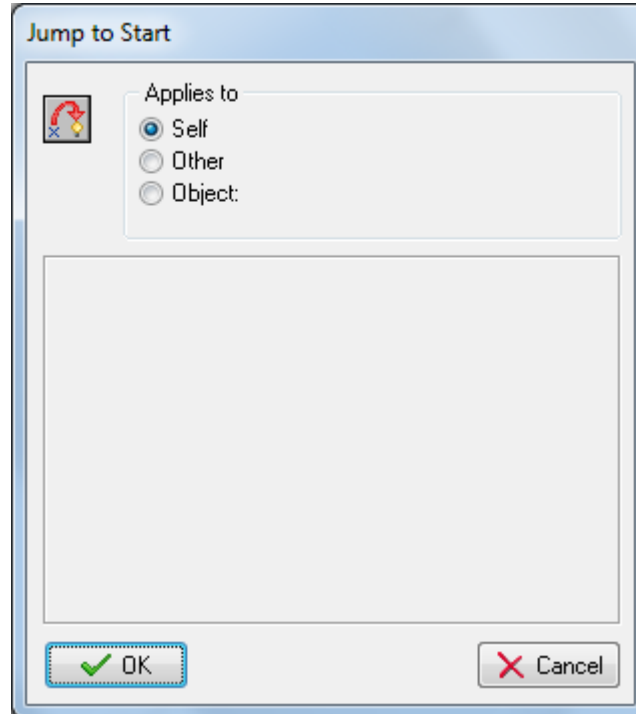 Jump to Start
Applies to
Self
Other
Object:
OK
Cancel